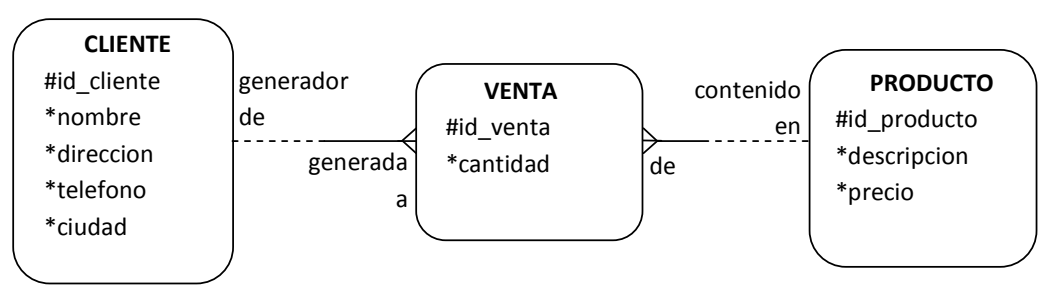 CLIENTE
#id_cliente
*nombre
*direccion
*telefono
*ciudad
generador
de
generada
a
VENTA
#id_venta
*cantidad
contenido
en
de
PRODUCTO
#id_producto
*descripcion
*precio